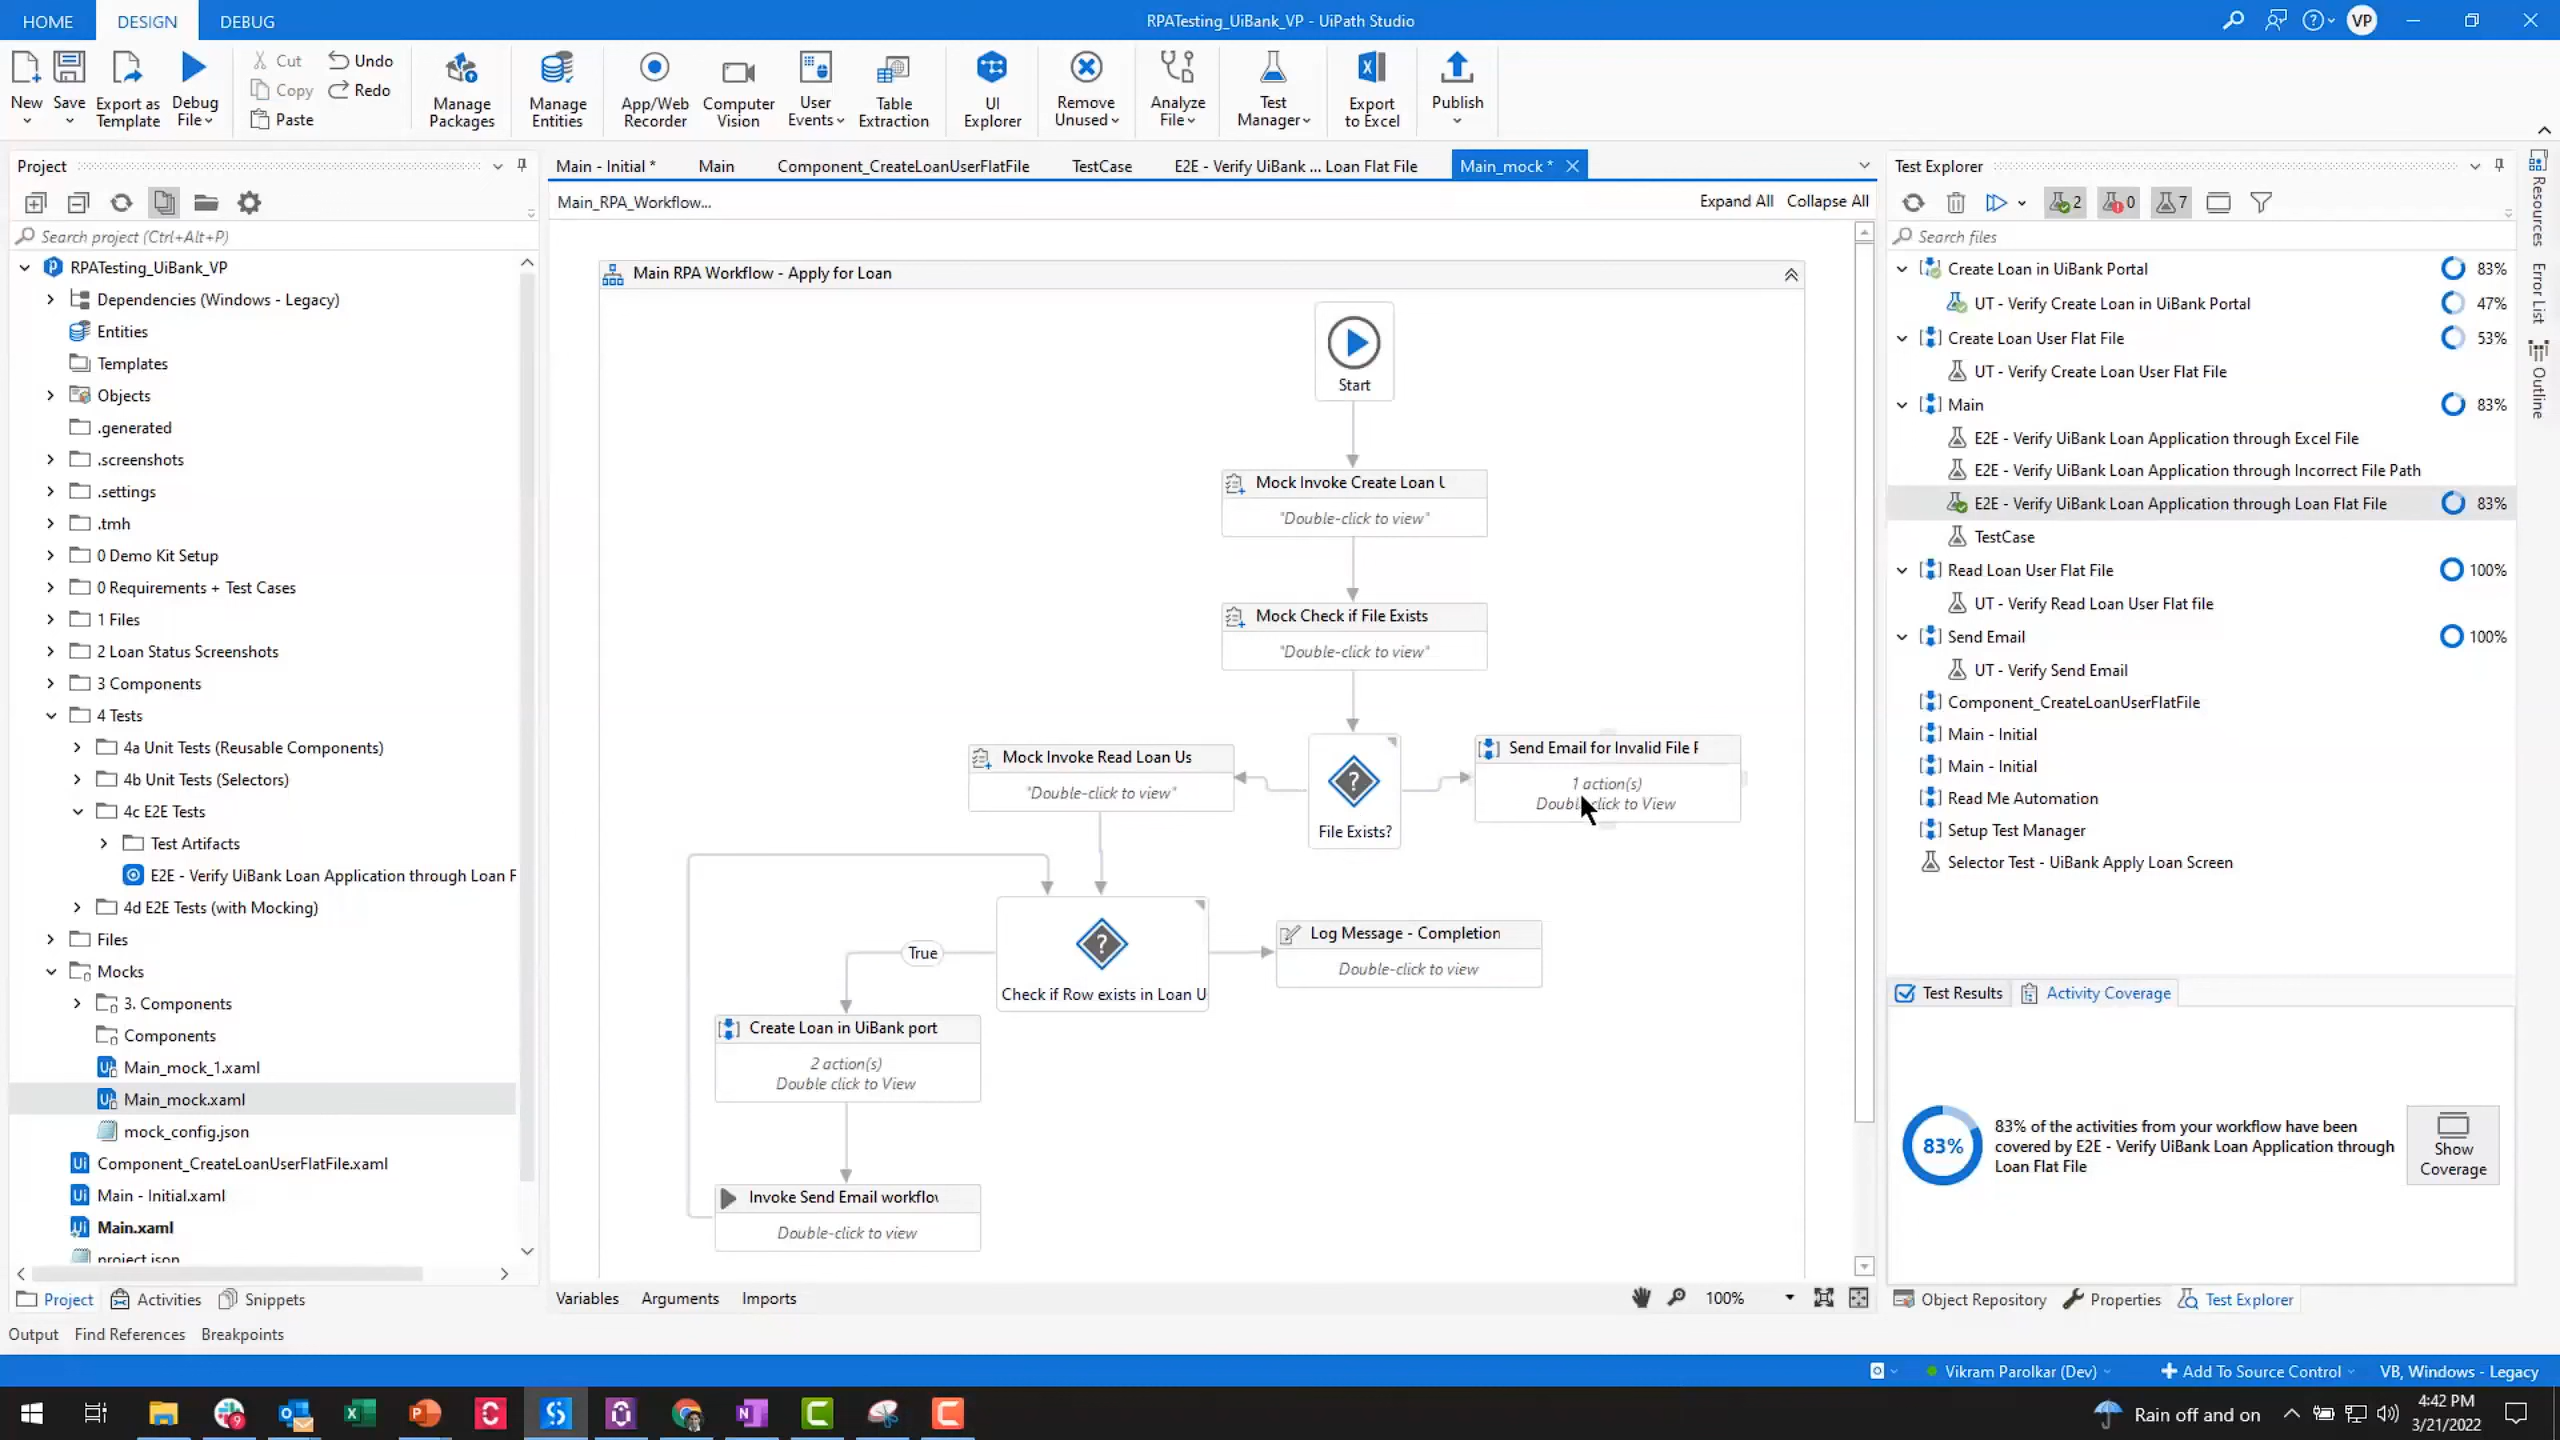 HOME DESIGN DEBUG RPATesting_UiBank_VP - UiPath Studio VP
New Save Export as Template Debug File
Cut Copy Paste Undo Redo
Manage Packages Manage Entities App/Web Recorder Computer Vision User Events Table Extraction UI Explorer Remove Unused Analyze File Test Manager Export to Excel Publish
Project
Search project (Ctrl+Alt+P)
RPATesting_UiBank_VP
Dependencies (Windows - Legacy)
Entities
Templates
Objects
.generated
.screenshots
.settings
.tmh
0 Demo Kit Setup
0 Requirements + Test Cases
1 Files
2 Loan Status Screenshots
3 Components
4 Tests
4a Unit Tests (Reusable Components)
4b Unit Tests (Selectors)
4c E2E Tests
Test Artifacts
E2E - Verify UiBank Loan Application through Loan F
4d E2E Tests (with Mocking)
Files
Mocks
3. Components
Components
Main_mock_1.xaml
Main_mock.xaml
mock_config.json
Component_CreateLoanUserFlatFile.xaml
Main - Initial.xaml
Main.xaml
project.json
Project Activities Snippets
Main - Initial * Main Component_CreateLoanUserFlatFile TestCase E2E - Verify UiBank ... Loan Flat File Main_mock *
Main_RPA_Workflow... Expand All Collapse All
Main RPA Workflow - Apply for Loan
Start
Mock Invoke Create Loan U
"Double-click to view"
Mock Check if File Exists
"Double-click to view"
Mock Invoke Read Loan Us
"Double-click to view"
File Exists?
Send Email for Invalid File P
1 action(s)
Double click to View
Check if Row exists in Loan U
True
Log Message - Completion
Double-click to view
Create Loan in UiBank port
2 action(s)
Double click to View
Invoke Send Email workflow
Double-click to view
Variables Arguments Imports 100%
Test Explorer
2 0 7
Search files
Create Loan in UiBank Portal 83%
UT - Verify Create Loan in UiBank Portal 47%
Create Loan User Flat File 53%
UT - Verify Create Loan User Flat File
Main 83%
E2E - Verify UiBank Loan Application through Excel File
E2E - Verify UiBank Loan Application through Incorrect File Path
E2E - Verify UiBank Loan Application through Loan Flat File 83%
TestCase
Read Loan User Flat File 100%
UT - Verify Read Loan User Flat file
Send Email 100%
UT - Verify Send Email
Component_CreateLoanUserFlatFile
Main - Initial
Main - Initial
Read Me Automation
Setup Test Manager
Selector Test - UiBank Apply Loan Screen
Test Results Activity Coverage
83%
83% of the activities from your workflow have been
covered by E2E - Verify UiBank Loan Application through
Loan Flat File
Show
Coverage
Object Repository Properties Test Explorer
Resources
Error List
Outline
Output Find References Breakpoints
Vikram Parolkar (Dev) Add To Source Control VB, Windows - Legacy
Rain off and on
4:42 PM
3/21/2022